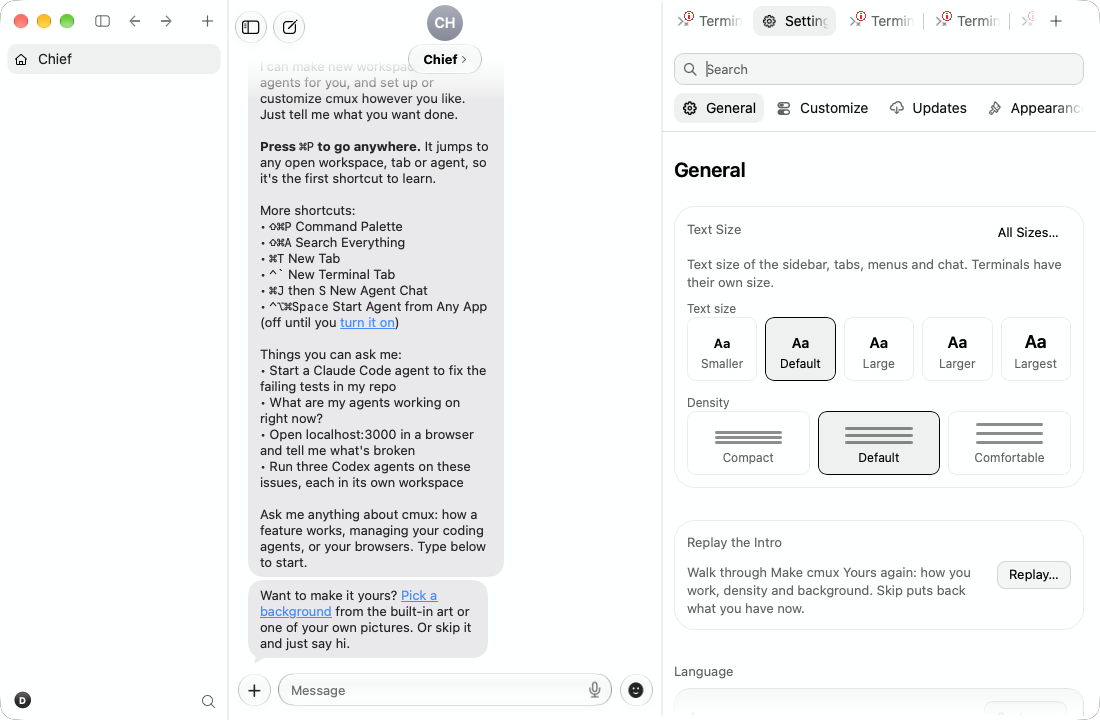 Chief
CH
Chief
I can make new
agents for you, and set up or
customize cmux however you like.
Just tell me what you want done.
Press ⌘P to go anywhere. It jumps to
any open workspace, tab or agent, so
it's the first shortcut to learn.
More shortcuts:
• ⇧⌘P Command Palette
• ⇧⌘A Search Everything
• ⌘T New Tab
• ^` New Terminal Tab
• ⌘J then S New Agent Chat
• ^⌥⌘Space Start Agent from Any App
(off until you turn it on)
Things you can ask me:
• Start a Claude Code agent to fix the
failing tests in my repo
• What are my agents working on
right now?
• Open localhost:3000 in a browser
and tell me what's broken
• Run three Codex agents on these
issues, each in its own workspace
Ask me anything about cmux: how a
feature works, managing your coding
agents, or your browsers. Type below
to start.
Want to make it yours? Pick a
background from the built-in art or
one of your own pictures. Or skip it
and just say hi.
Message
D
Termin
Setting
Termin
Termin
Search
General
Customize
Updates
Appearanc
General
Text Size
All Sizes...
Text size of the sidebar, tabs, menus and chat. Terminals have
their own size.
Text size
Aa Aa Aa Aa Aa
Smaller Default Large Larger Largest
Density
Compact Default Comfortable
Replay the Intro
Walk through Make cmux Yours again: how you
work, density and background. Skip puts back
what you have now.
Replay...
Language